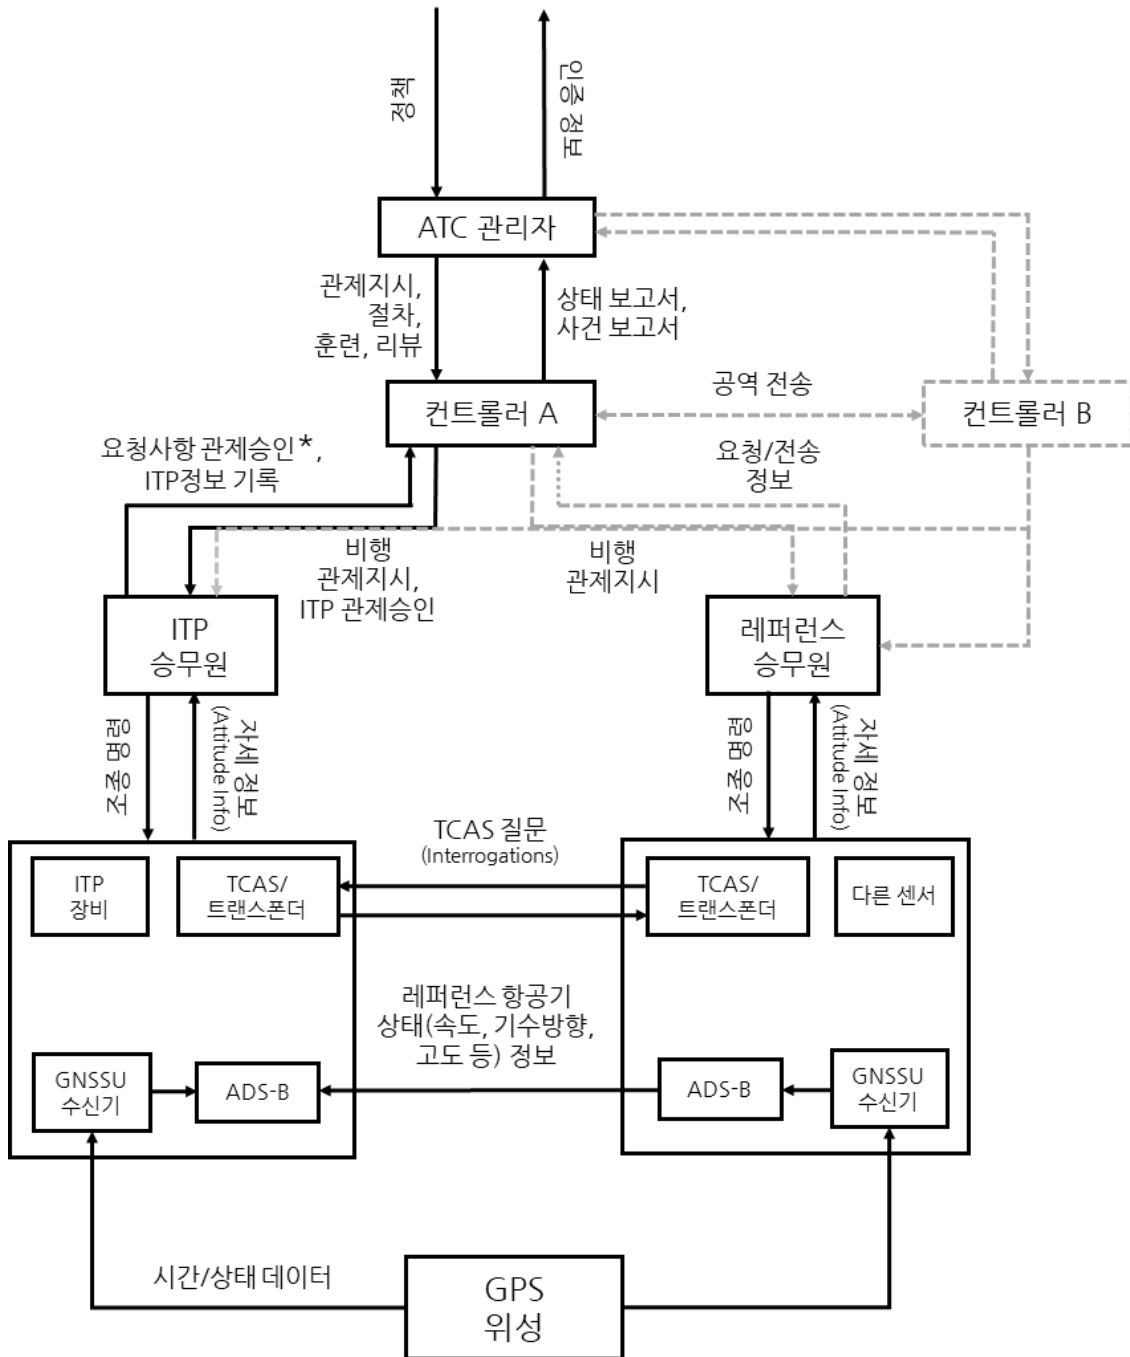 정책
인증 정보
ATC 관리자
관제지시,
절차,
훈련, 리뷰
상태 보고서,
사건 보고서
공역 전송
컨트롤러 A
컨트롤러 B
요청사항 관제승인*,
ITP정보 기록
요청/전송
정보
비행
관제지시,
ITP 관제승인
비행
관제지시
ITP
승무원
레퍼런스
승무원
조종 명령
자세 정보
(Attitude Info)
조종 명령
자세 정보
(Attitude Info)
TCAS 질문
(Interrogations)
ITP
장비
TCAS/
트랜스폰더
TCAS/
트랜스폰더
다른 센서
레퍼런스 항공기
상태(속도, 기수방향,
고도 등) 정보
GNSSU
수신기
ADS-B
ADS-B
GNSSU
수신기
시간/상태 데이터
GPS
위성